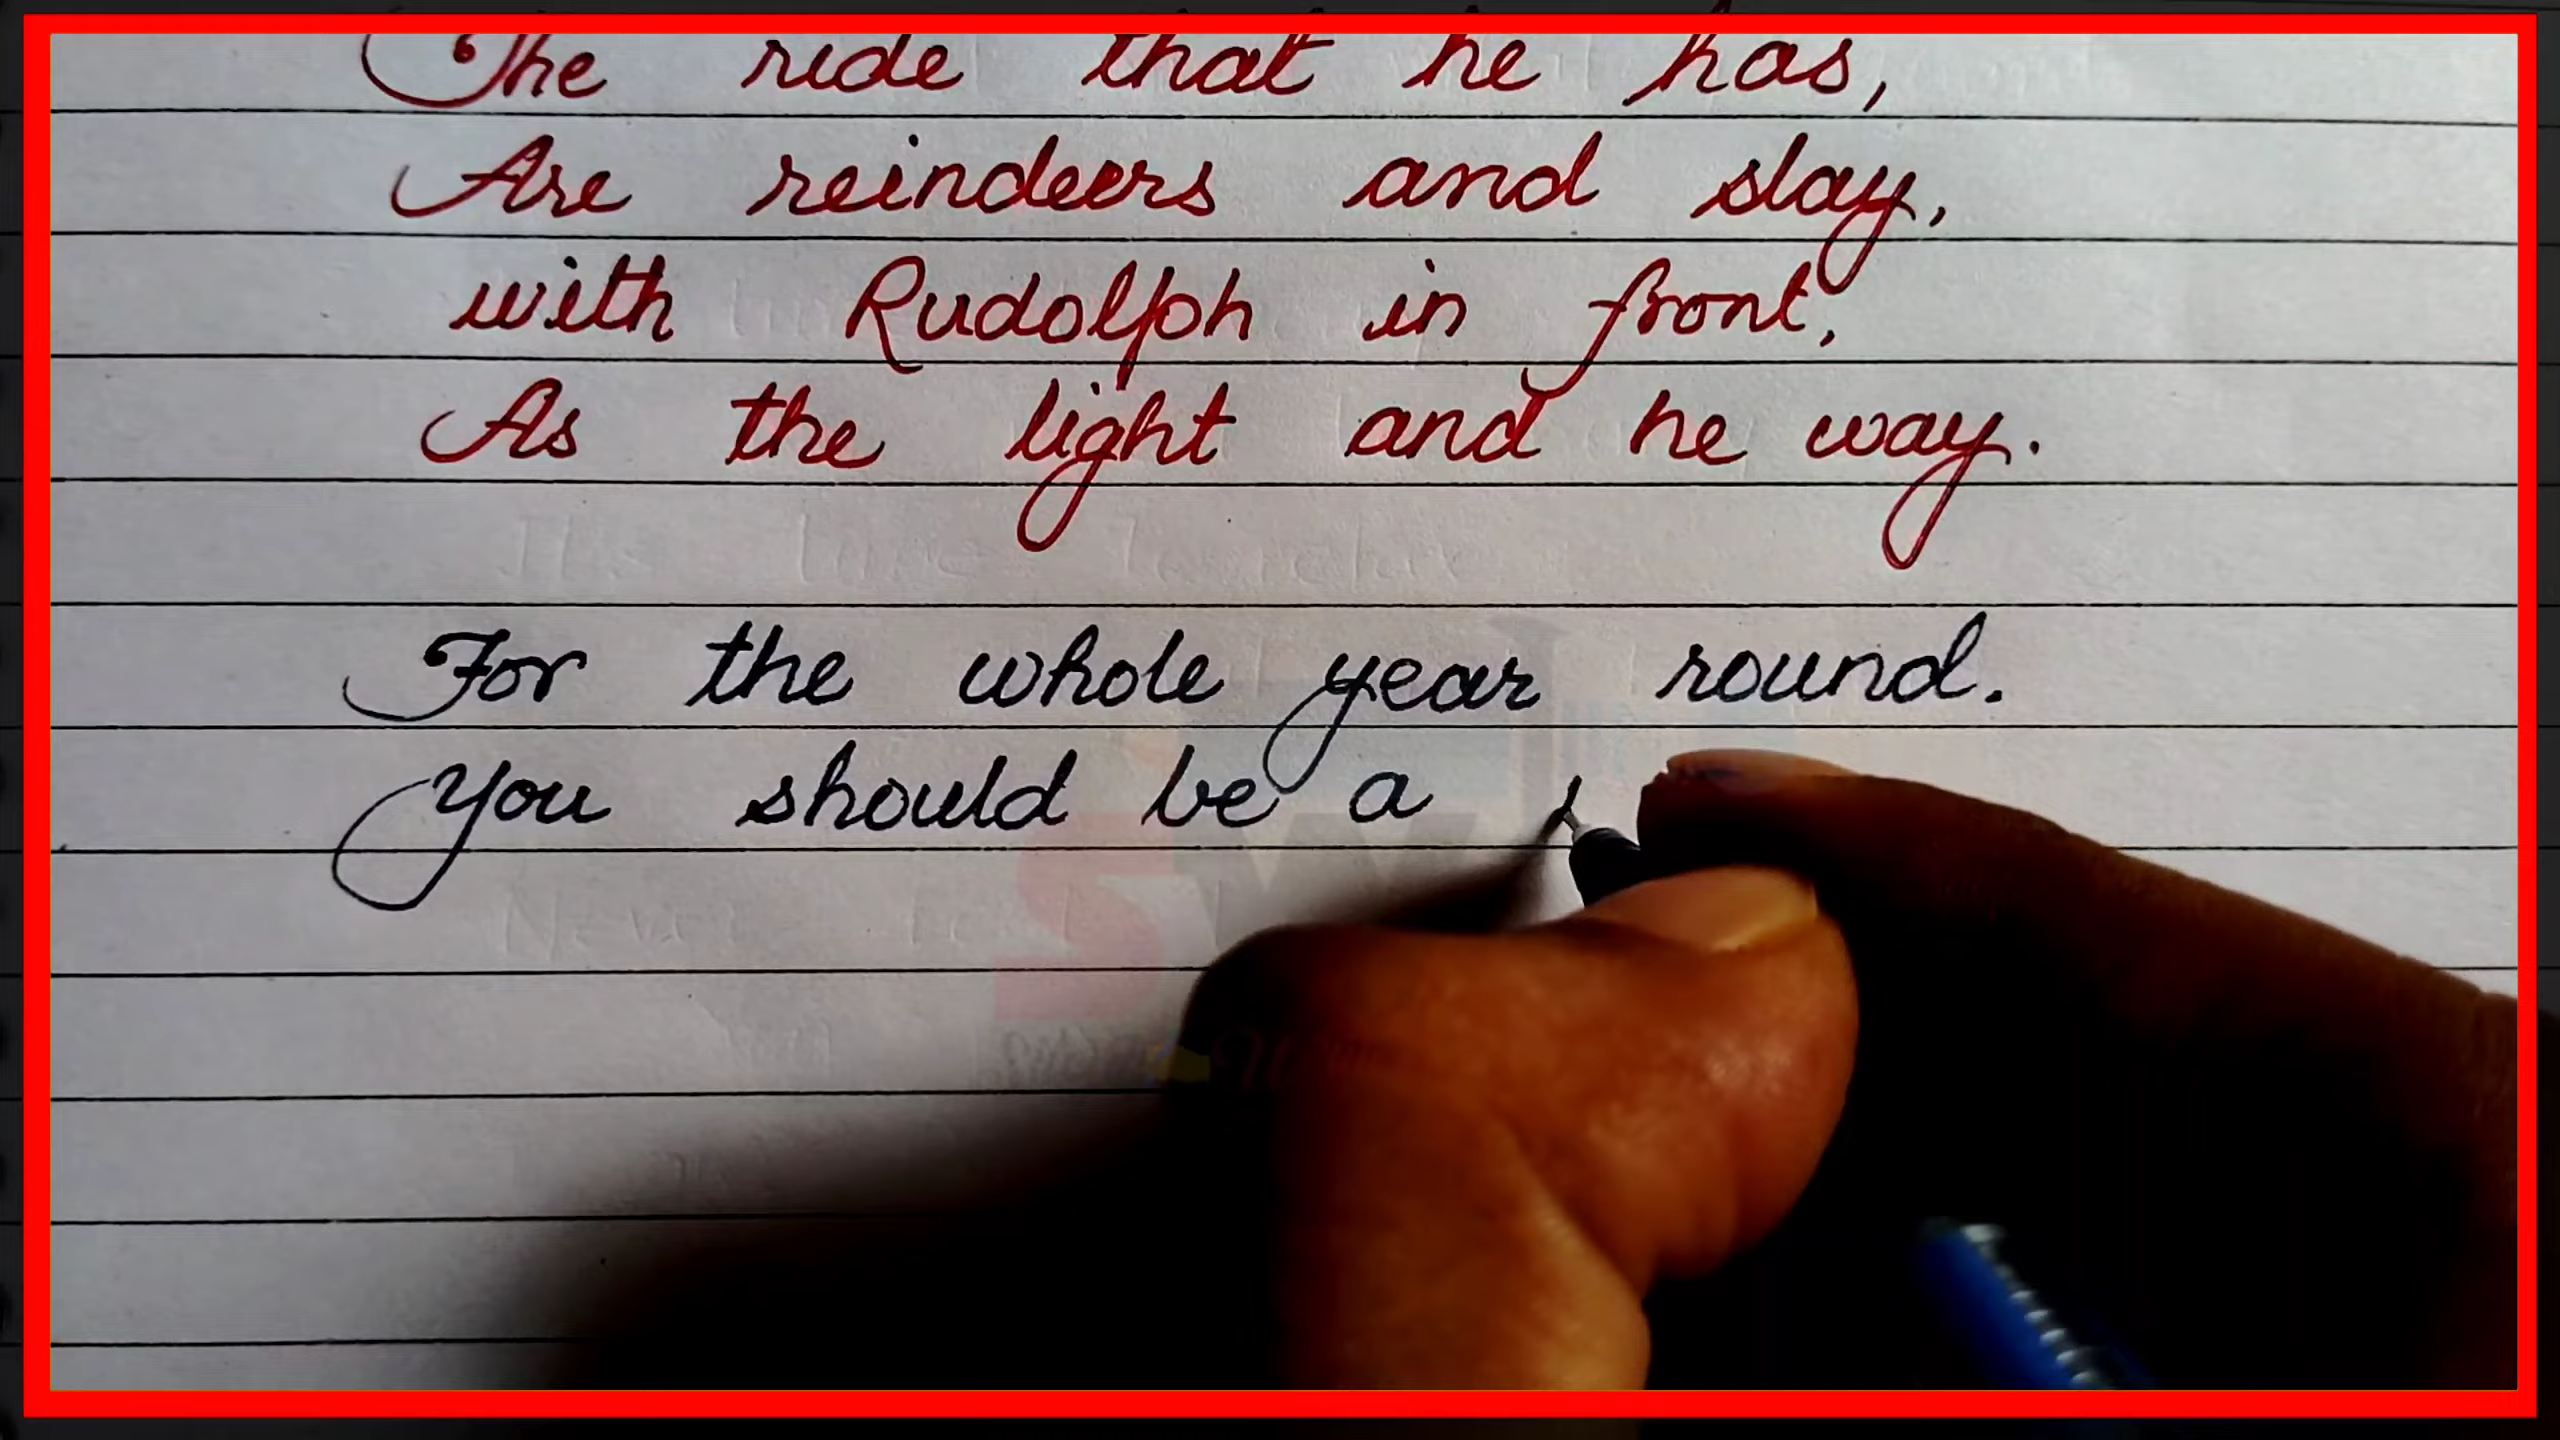 The ride that he has,
Are reindeers and slay,
with Rudolph in front,
As the light and he way.
For the whole year round.
You should be a